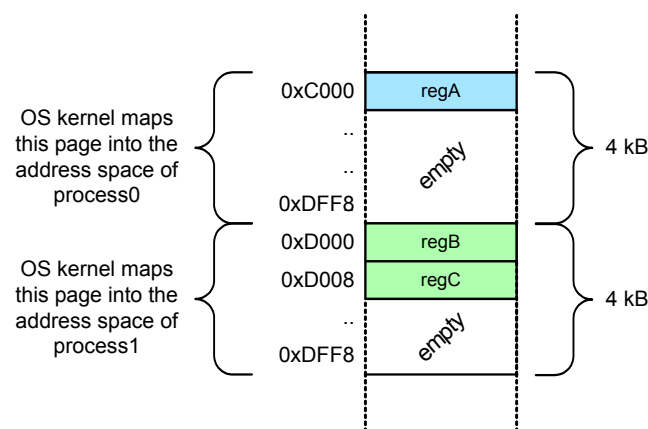 0xC000
regA
OS kernel maps
this page into the
address space of
process0
..
..
empty
4 kB
0xDFF8
0xD000
regB
OS kernel maps
this page into the
address space of
process1
0xD008
regC
..
empty
4 kB
0xDFF8